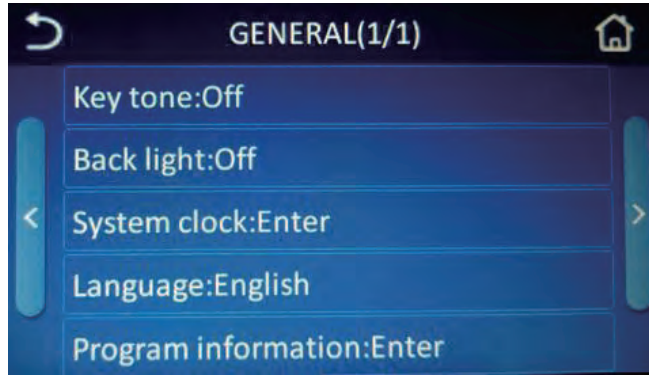 GENERAL(1/1)
Key tone:Off
Back light:Off
< System clock:Enter >
Language:English
Program information:Enter